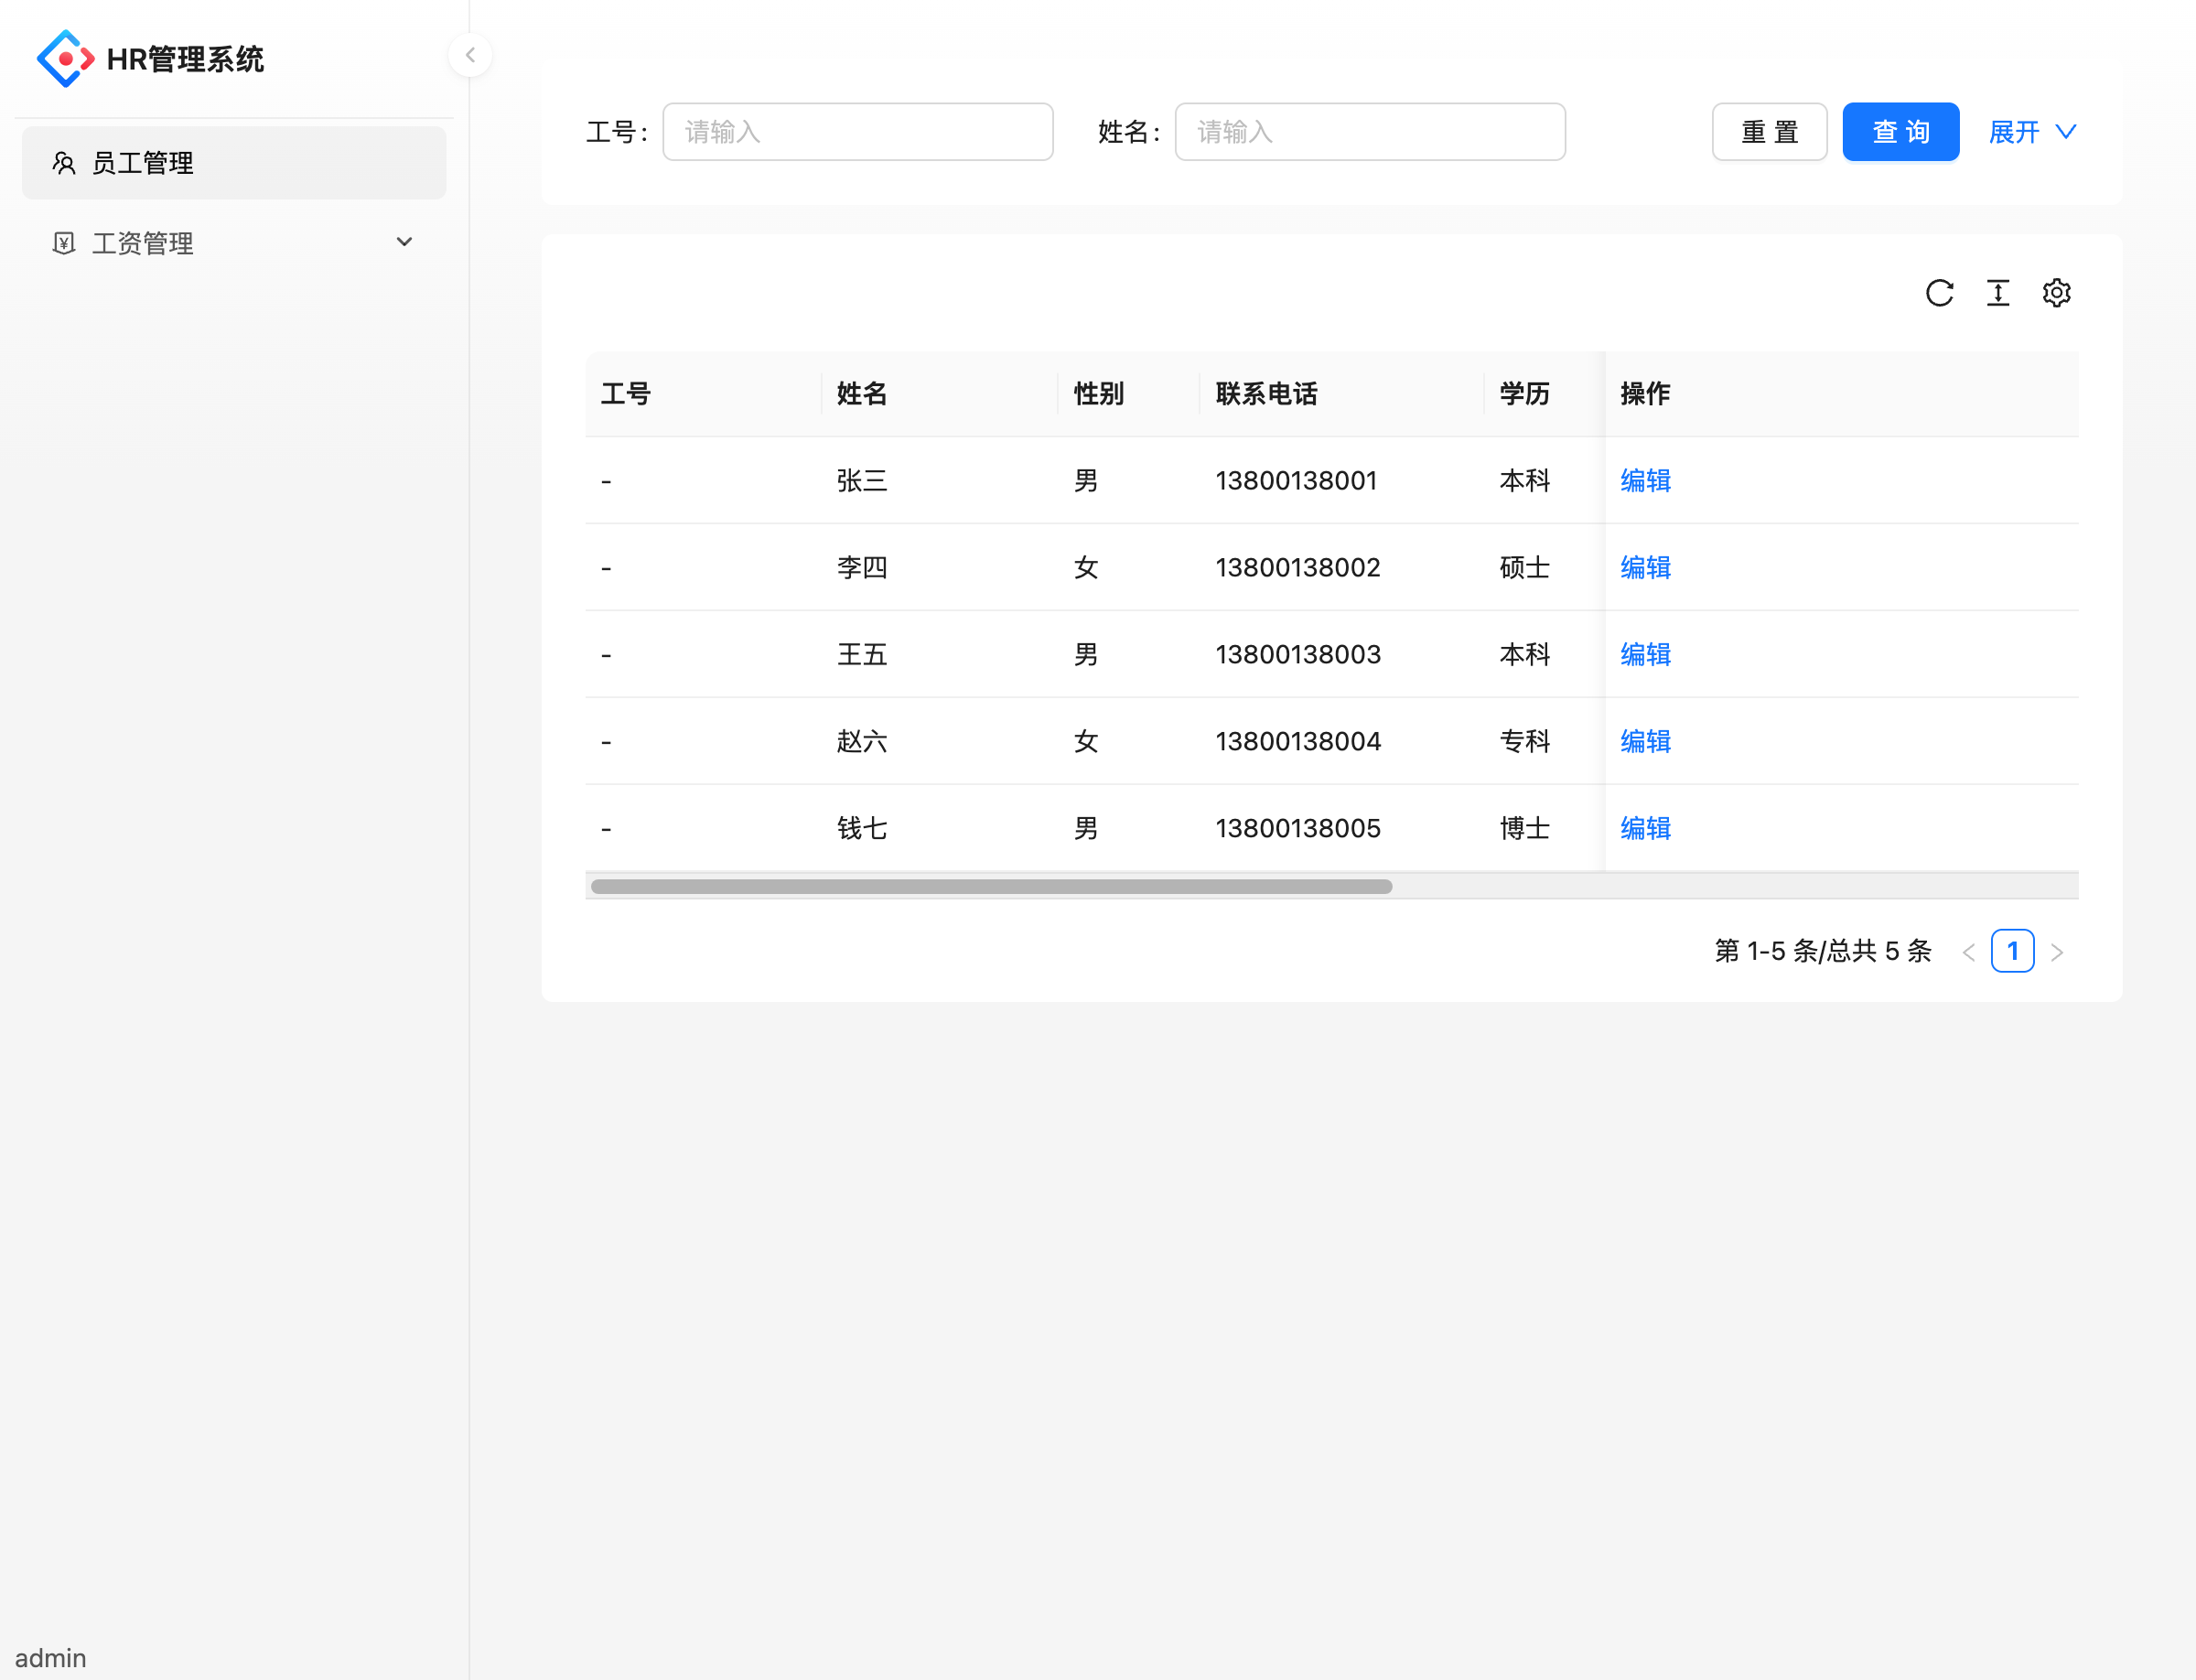 HR管理系统
员工管理
工资管理
工号: 请输入 姓名: 请输入 重 置 查 询 展开
工号 姓名 性别 联系电话 学历 操作
- 张三 男 13800138001 本科 编辑
- 李四 女 13800138002 硕士 编辑
- 王五 男 13800138003 本科 编辑
- 赵六 女 13800138004 专科 编辑
- 钱七 男 13800138005 博士 编辑
第 1-5 条/总共 5 条 < 1 >
admin